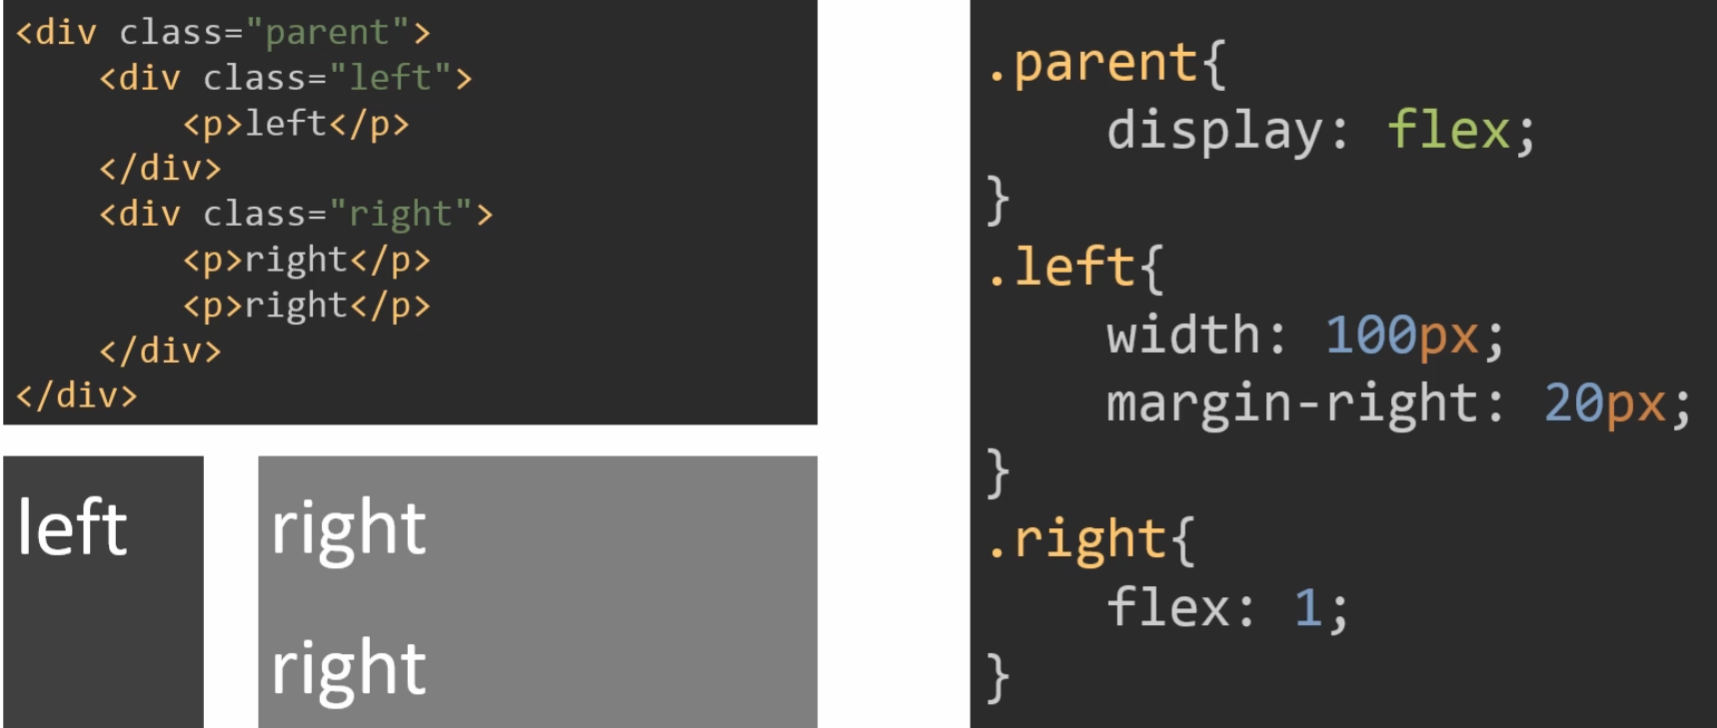 <div class="parent">
    <div class="left">
        <p>left</p>
    </div>
    <div class="right">
        <p>right</p>
        <p>right</p>
    </div>
</div>
left
right
right
.parent{
    display: flex;
}
.left{
    width: 100px;
    margin-right: 20px;
}
.right{
    flex: 1;
}